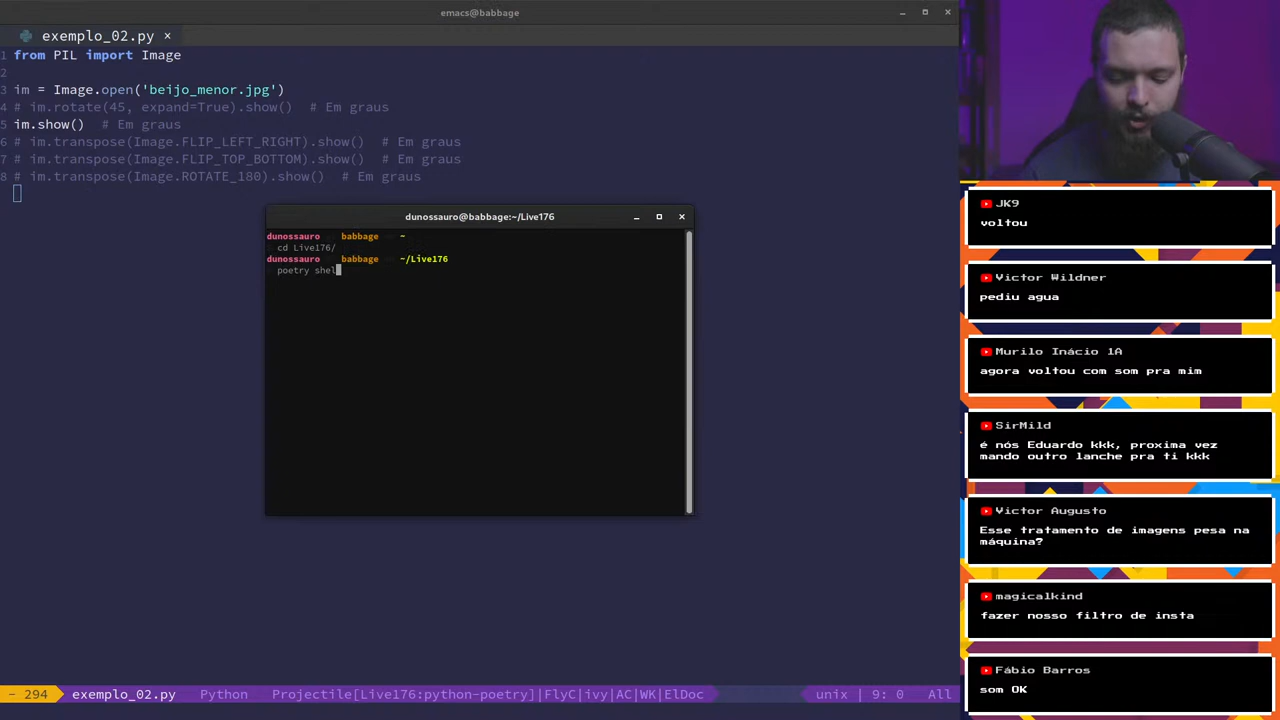 emacs@babbage
exemplo_02.py ×
1 from PIL import Image
2
3 im = Image.open('beijo_menor.jpg')
4 # im.rotate(45, expand=True).show()  # Em graus
5 im.show()  # Em graus
6 # im.transpose(Image.FLIP_LEFT_RIGHT).show()  # Em graus
7 # im.transpose(Image.FLIP_TOP_BOTTOM).show()  # Em graus
8 # im.transpose(Image.ROTATE_180).show()  # Em graus
dunossauro@babbage:~/Live176
dunossauro babbage ~
cd Live176/
dunossauro babbage ~/Live176
poetry shel
- 294 exemplo_02.py Python Projectile[Live176:python-poetry]|FlyC|ivy|AC|WK|ElDoc unix | 9: 0 All
JK9
voltou
Victor Wildner
pediu agua
Murilo Inácio 1A
agora voltou com som pra mim
SirMild
é nós Eduardo kkk, proxima vez
mando outro lanche pra ti kkk
Victor Augusto
Esse tratamento de imagens pesa na
máquina?
magicalkind
fazer nosso filtro de insta
Fábio Barros
som OK